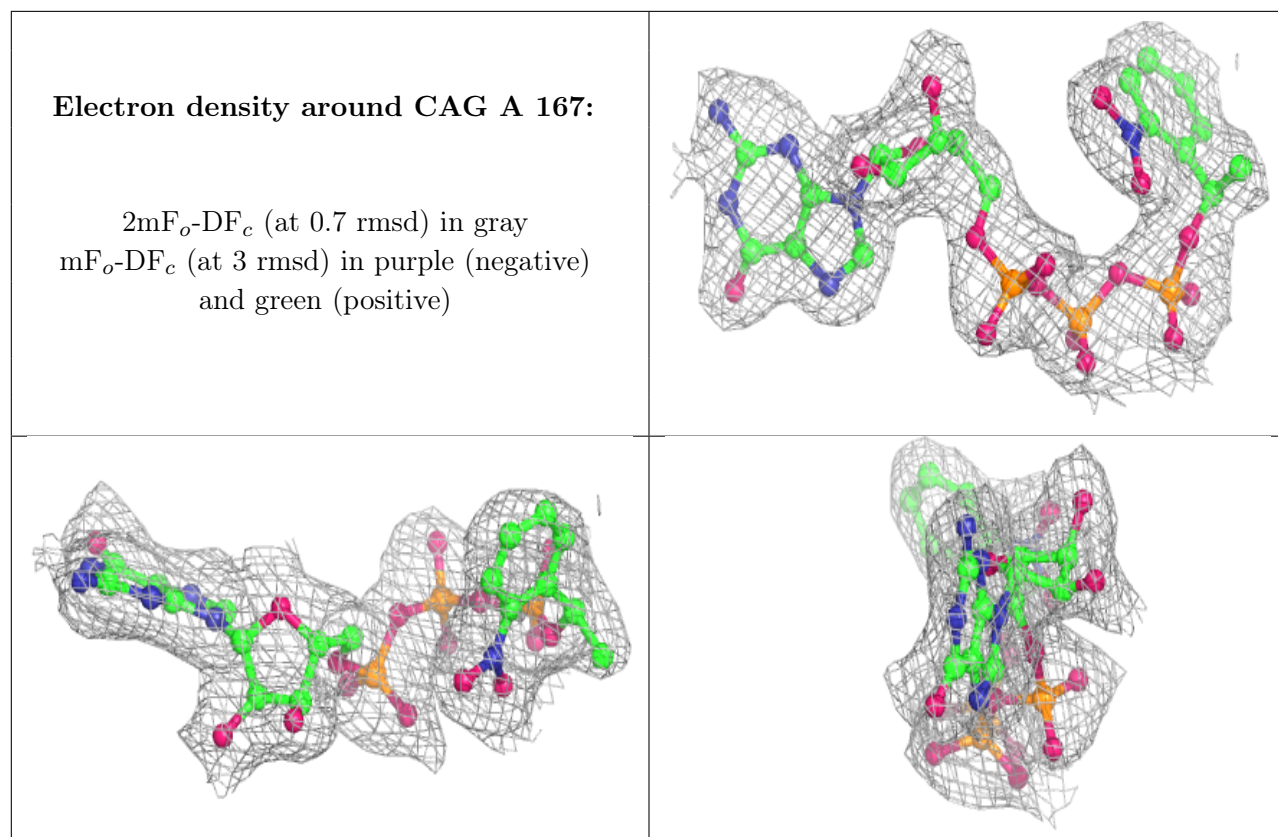 Electron density around CAG A 167:
2mFₒ-DF𝒸 (at 0.7 rmsd) in gray
mFₒ-DF𝒸 (at 3 rmsd) in purple (negative)
and green (positive)